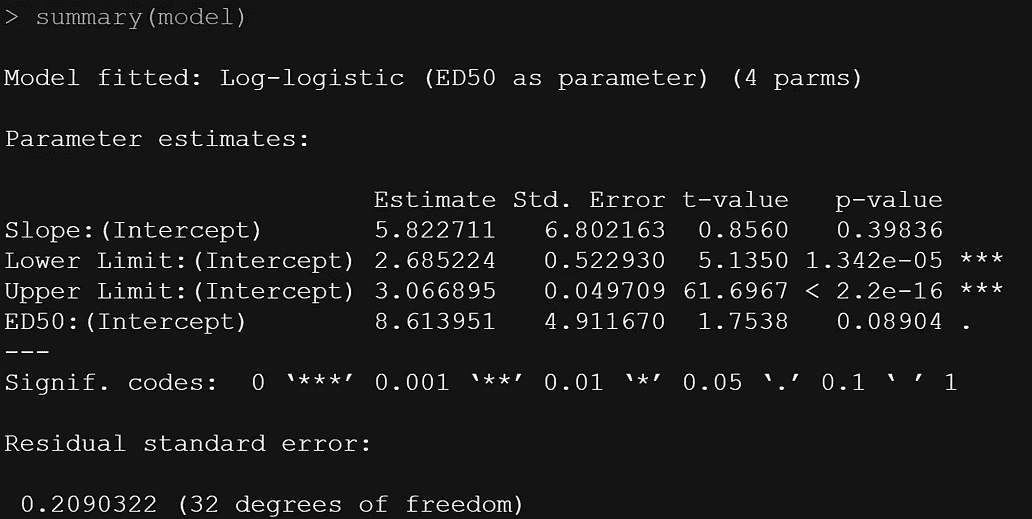 > summary(model)
Model fitted: Log-logistic (ED50 as parameter) (4 parms)
Parameter estimates:
Estimate Std. Error t-value p-value
Slope:(Intercept) 5.822711 6.802163 0.8560 0.39836
Lower Limit:(Intercept) 2.685224 0.522930 5.1350 1.342e-05 ***
Upper Limit:(Intercept) 3.066895 0.049709 61.6967 < 2.2e-16 ***
ED50:(Intercept) 8.613951 4.911670 1.7538 0.08904 .
---
Signif. codes: 0 ‘***’ 0.001 ‘**’ 0.01 ‘*’ 0.05 ‘.’ 0.1 ‘ ’ 1
Residual standard error:
0.2090322 (32 degrees of freedom)